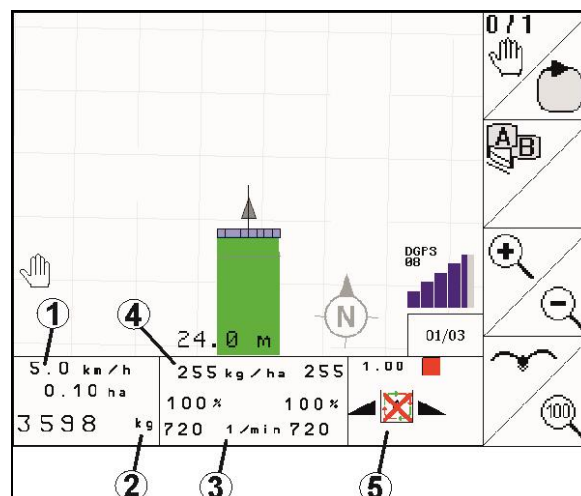 0/1
A B
DGPS
08
N
24.0 m
01/03
1
4
5.0 km/h
255 kg/ha 255
1.00
0.10 ha
100% 100%
3598 kg
720 1/min 720
100
2
3
5